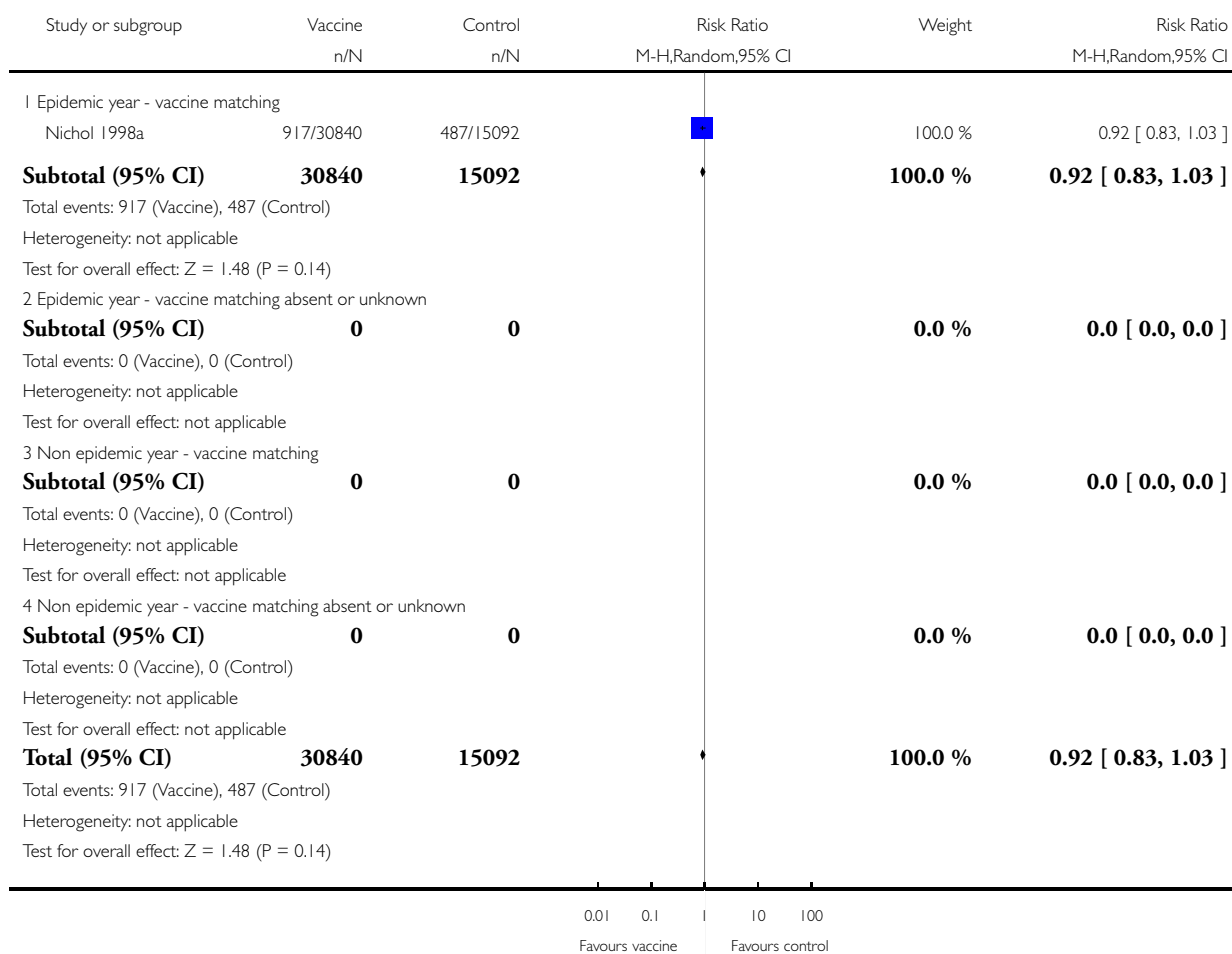 Study or subgroup Vaccine Control Risk Ratio Weight Risk Ratio
n/N n/N M-H,Random,95% CI M-H,Random,95% CI
1 Epidemic year - vaccine matching
Nichol 1998a 917/30840 487/15092 100.0 % 0.92 [ 0.83, 1.03 ]
Subtotal (95% CI) 30840 15092 100.0 % 0.92 [ 0.83, 1.03 ]
Total events: 917 (Vaccine), 487 (Control)
Heterogeneity: not applicable
Test for overall effect: Z = 1.48 (P = 0.14)
2 Epidemic year - vaccine matching absent or unknown
Subtotal (95% CI) 0 0 0.0 % 0.0 [ 0.0, 0.0 ]
Total events: 0 (Vaccine), 0 (Control)
Heterogeneity: not applicable
Test for overall effect: not applicable
3 Non epidemic year - vaccine matching
Subtotal (95% CI) 0 0 0.0 % 0.0 [ 0.0, 0.0 ]
Total events: 0 (Vaccine), 0 (Control)
Heterogeneity: not applicable
Test for overall effect: not applicable
4 Non epidemic year - vaccine matching absent or unknown
Subtotal (95% CI) 0 0 0.0 % 0.0 [ 0.0, 0.0 ]
Total events: 0 (Vaccine), 0 (Control)
Heterogeneity: not applicable
Test for overall effect: not applicable
Total (95% CI) 30840 15092 100.0 % 0.92 [ 0.83, 1.03 ]
Total events: 917 (Vaccine), 487 (Control)
Heterogeneity: not applicable
Test for overall effect: Z = 1.48 (P = 0.14)
0.01 0.1 1 10 100
Favours vaccine Favours control